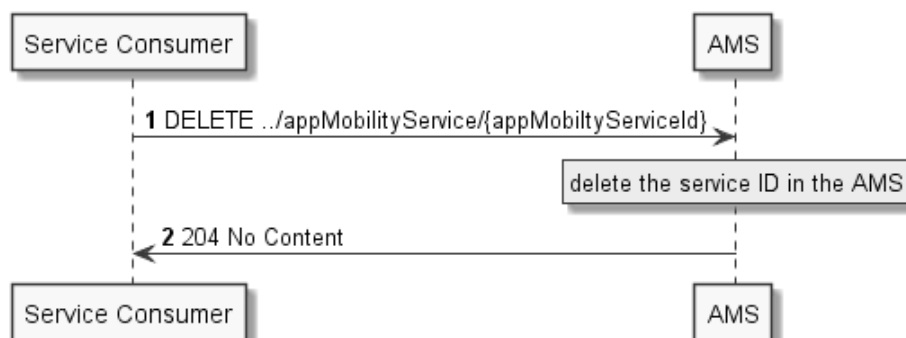 Service Consumer
AMS
1 DELETE ../appMobilityService/{appMobiltyServiceId}
delete the service ID in the AMS
2 204 No Content
Service Consumer
AMS